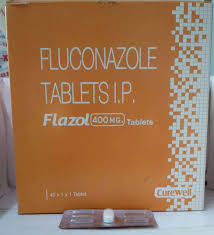 FLUCONAZOLE
TABLETS I.P.
Flazol 400 MG. Tablets
Curewell